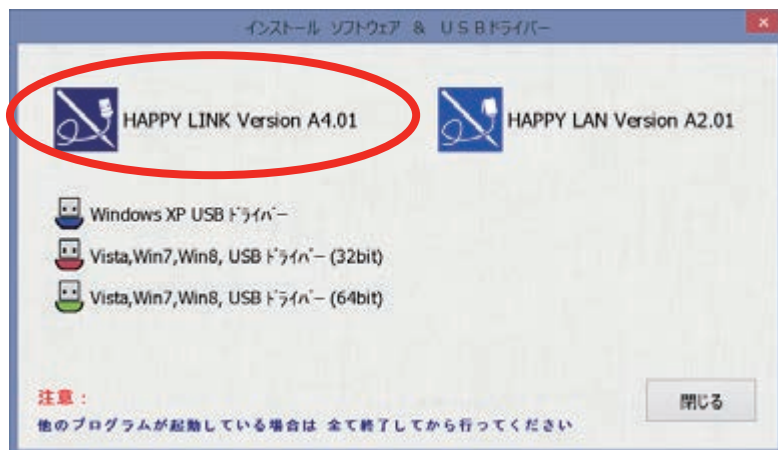 インストール ソフトウェア & USBドライバー
HAPPY LINK Version A4.01
HAPPY LAN Version A2.01
Windows XP USB ドライバー
Vista,Win7,Win8, USB ドライバー (32bit)
Vista,Win7,Win8, USB ドライバー (64bit)
注意：
他のプログラムが起動している場合は 全て終了してから行ってください
閉じる